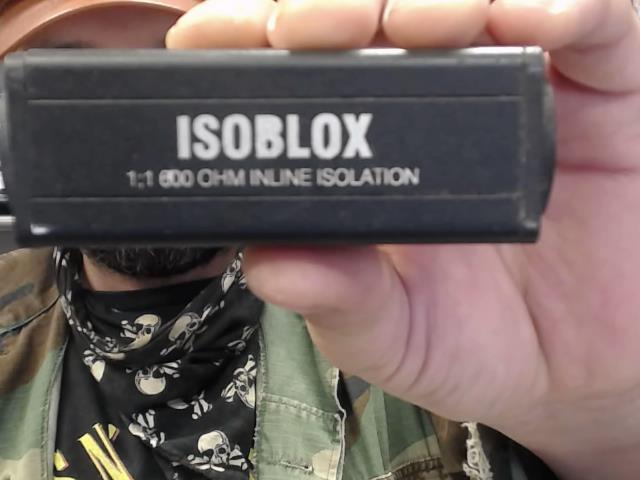 ISOBLOX
1:1 600 OHM INLINE ISOLATION